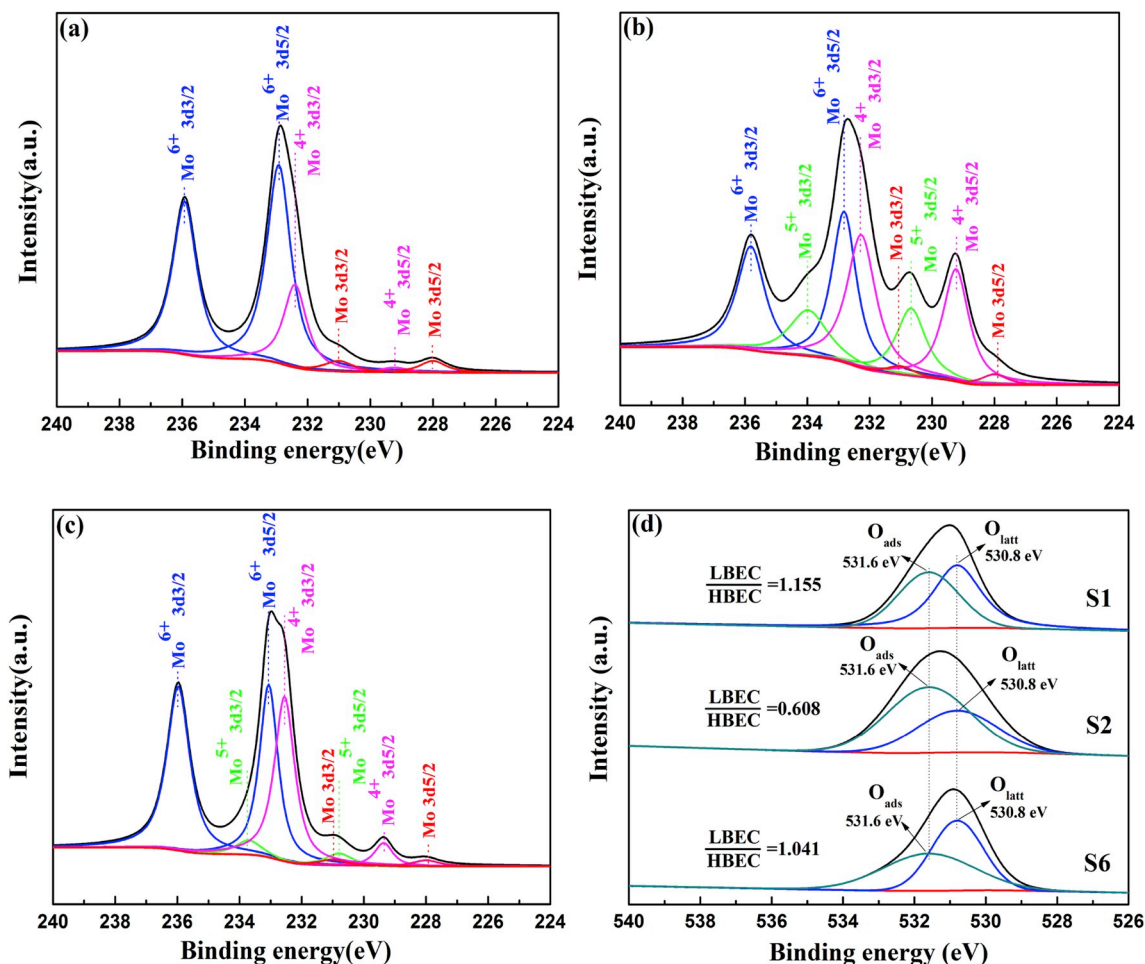 (a)
Intensity(a.u.)
Mo 6+ 3d3/2
Mo 6+ 3d5/2
Mo 4+ 3d3/2
Mo 3d3/2
Mo 4+ 3d5/2
Mo 3d5/2
240 238 236 234 232 230 228 226 224
Binding energy(eV)
(b)
Intensity(a.u.)
Mo 6+ 3d3/2
Mo 5+ 3d3/2
Mo 6+ 3d5/2
Mo 4+ 3d3/2
Mo 3d3/2
Mo 5+ 3d5/2
Mo 4+ 3d5/2
Mo 3d5/2
240 238 236 234 232 230 228 226 224
Binding energy(eV)
(c)
Intensity(a.u.)
Mo 6+ 3d3/2
Mo 5+ 3d3/2
Mo 6+ 3d5/2
Mo 4+ 3d3/2
Mo 3d3/2
Mo 5+ 3d5/2
Mo 4+ 3d5/2
Mo 3d5/2
240 238 236 234 232 230 228 226 224
Binding energy(eV)
(d)
Intensity (a.u.)
O ads
531.6 eV
O latt
530.8 eV
LBEC
HBEC
=1.155
S1
O ads
531.6 eV
O latt
530.8 eV
LBEC
HBEC
=0.608
S2
O ads
531.6 eV
O latt
530.8 eV
LBEC
HBEC
=1.041
S6
540 538 536 534 532 530 528 526
Binding energy (eV)